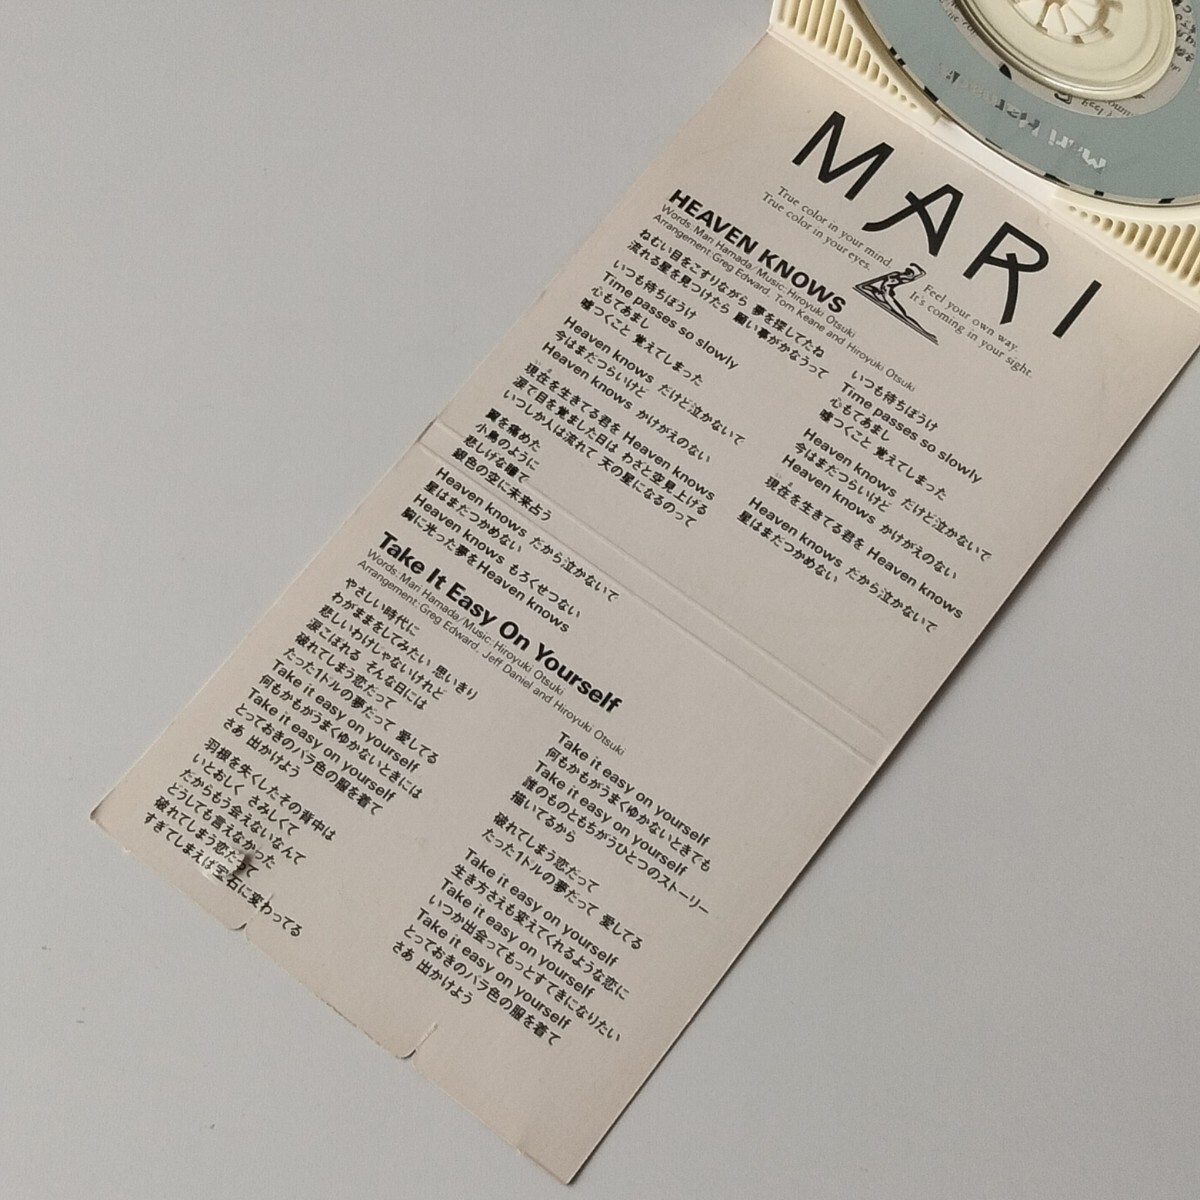 MARI
True color in your mind.
True color in your eyes.
Feel your own way.
It's coming in your sight.
HEAVEN KNOWS
Words: Mari Hamada/Music: Hiroyuki Otsuki
Arrangement: Greg Edward, Tom Keane and Hiroyuki Otsuki
ねむい目をこすりながら 夢を探してたね
流れる星を見つけたら 願い事がかなうって
いつも待ちぼうけ
Time passes so slowly
心もてあまし
嘘つくこと 覚えてしまった
Heaven knows だけど泣かないで
今はまだつらいけど
Heaven knows かけがえのない
現在を生きてる君を Heaven knows
涙で目を覚ました日は わざと空見上げる
いつしか人は流れて 天の星になるのって
胸を痛めた
小鳥のように
悲しげな瞳で
銀色の空に未来占う
Heaven knows だから泣かないで
星はまだつかめない
Heaven knows もろくせつない
胸に光った夢をHeaven knows
いつも待ちぼうけ
Time passes so slowly
心もてあまし
嘘つくこと 覚えてしまった
Heaven knows だけど泣かないで
今はまだつらいけど
Heaven knows かけがえのない
現在を生きてる君を Heaven knows
Heaven knows だから泣かないで
星はまだつかめない
Take It Easy On Yourself
Words: Mari Hamada/Music: Hiroyuki Otsuki
Arrangement: Greg Edward, Jeff Daniel and Hiroyuki Otsuki
やさしい時代に
わがままをしてみたい 思いきり
悲しいわけじゃないけれど
涙こぼれる そんな日には
破れてしまう恋だって
たった1ドルの夢だって 愛してる
Take it easy on yourself
何もかもがうまくゆかないときには
Take it easy on yourself
とっておきのバラ色の服を着て
さあ 出かけよう
羽根を失くしたその背中は
いとおしく さみしくて
だからもう会えないなんて
どうしても言えなかった
破れてしまう恋だって
すぎてしまえば宝石に変わってる
Take it easy on yourself
何もかもがうまくゆかないときでも
Take it easy on yourself
誰のものともちがうひとつのストーリー
描いてるから
破れてしまう恋だって
たった1ドルの夢だって 愛してる
Take it easy on yourself
生き方さえも変えてくれるような恋に
Take it easy on yourself
いつか出会ってもっとすてきになりたい
Take it easy on yourself
とっておきのバラ色の服を着て
さあ 出かけよう
Mari Hamada